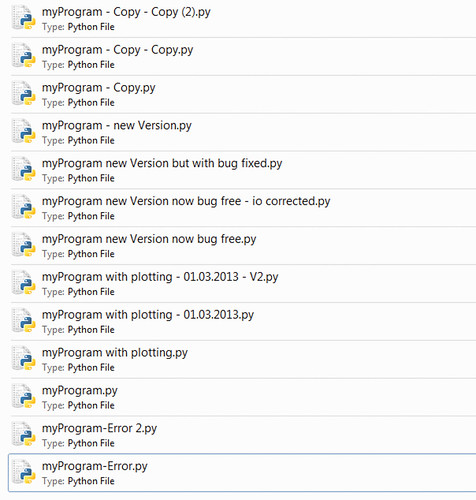 myProgram - Copy - Copy (2).py
Type: Python File
myProgram - Copy - Copy.py
Type: Python File
myProgram - Copy.py
Type: Python File
myProgram - new Version.py
Type: Python File
myProgram new Version but with bug fixed.py
Type: Python File
myProgram new Version now bug free - io corrected.py
Type: Python File
myProgram new Version now bug free.py
Type: Python File
myProgram with plotting - 01.03.2013 - V2.py
Type: Python File
myProgram with plotting - 01.03.2013.py
Type: Python File
myProgram with plotting.py
Type: Python File
myProgram.py
Type: Python File
myProgram-Error 2.py
Type: Python File
myProgram-Error.py
Type: Python File